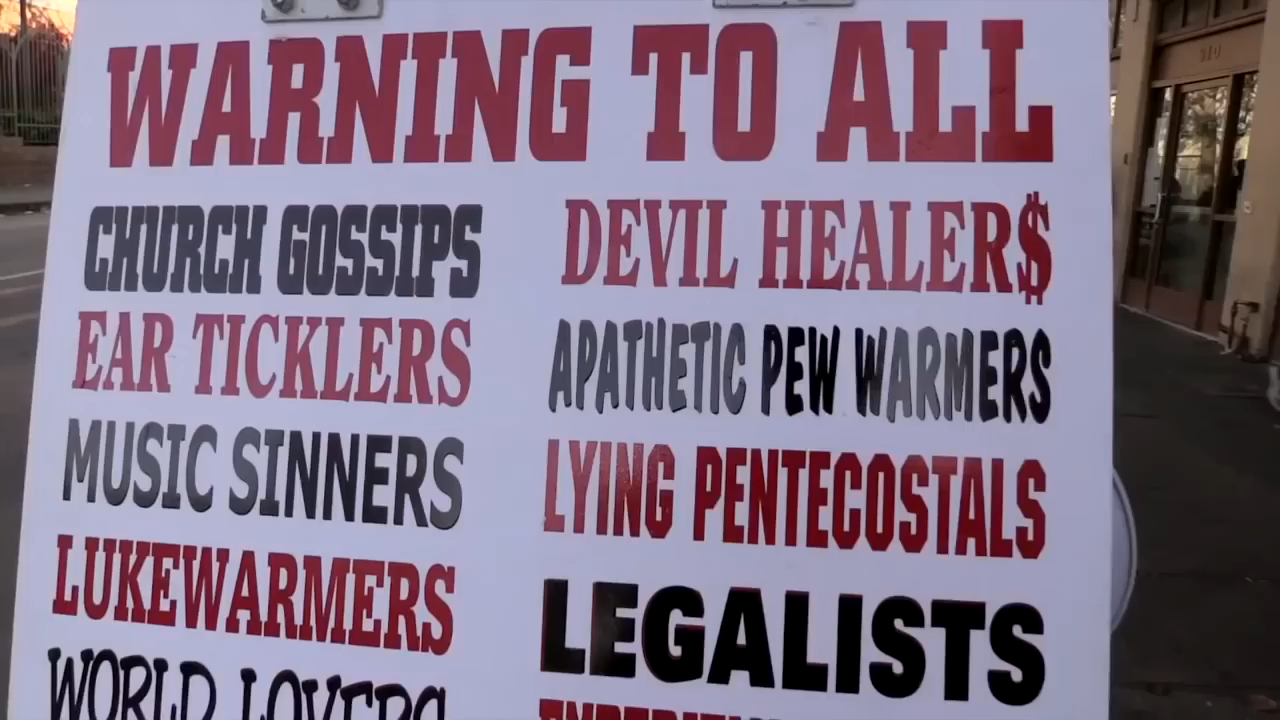 WARNING TO ALL
CHURCH GOSSIPS
EAR TICKLERS
MUSIC SINNERS
LUKEWARMERS
WORLD LOVERS
DEVIL HEALER$
APATHETIC PEW WARMERS
LYING PENTECOSTALS
LEGALISTS